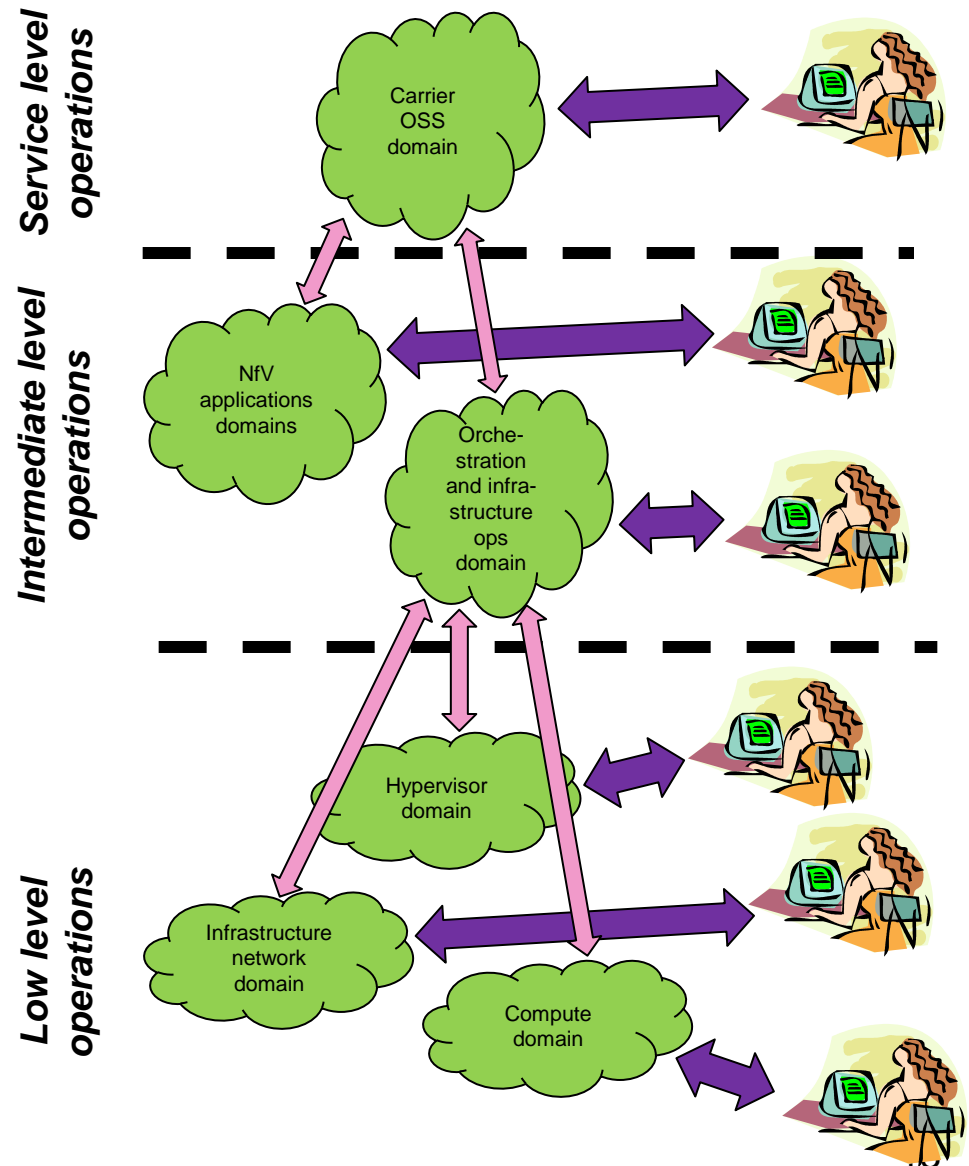 Service level
operations
Carrier
OSS
domain
Intermediate level
operations
NfV
applications
domains
Orche-
stration
and infra-
structure
ops
domain
Low level
operations
Hypervisor
domain
Infrastructure
network
domain
Compute
domain